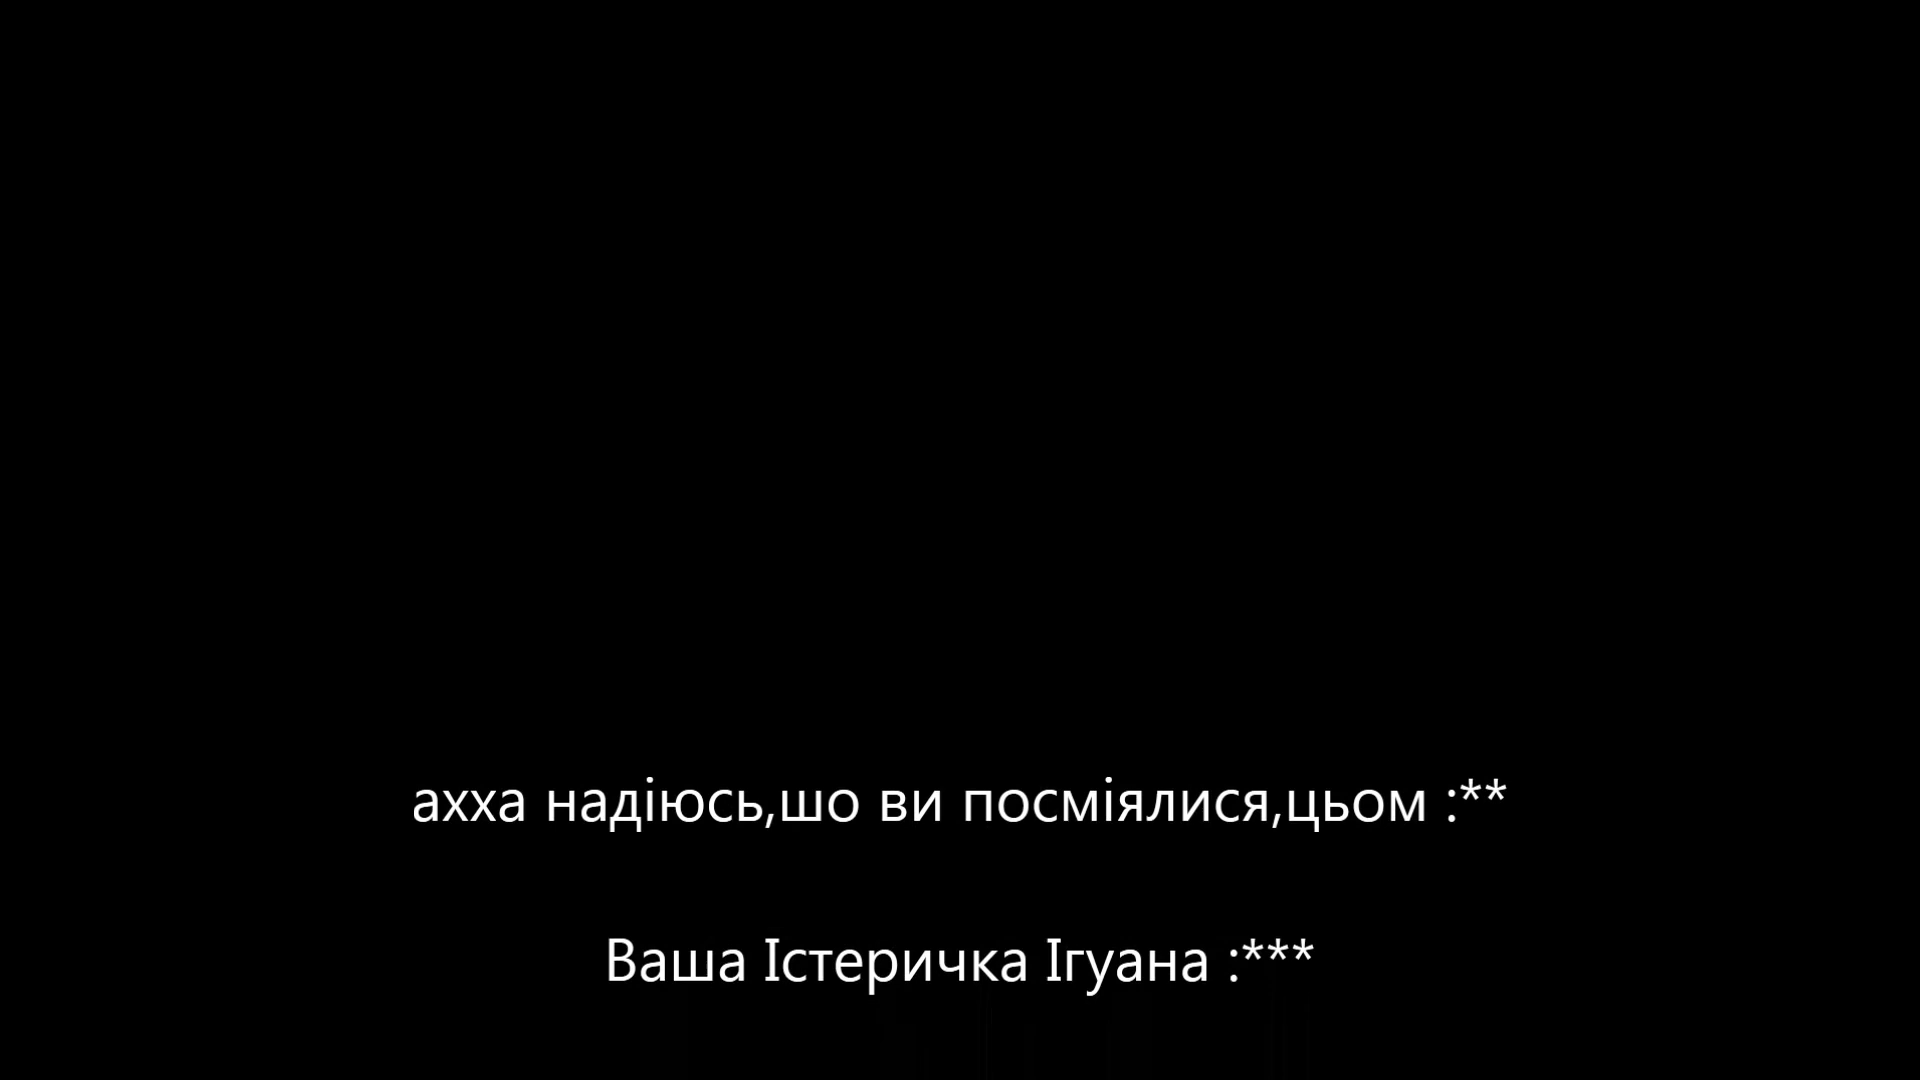 ахха надіюсь,шо ви посміялися,цьом :**
Ваша Істеричка Ігуана :***